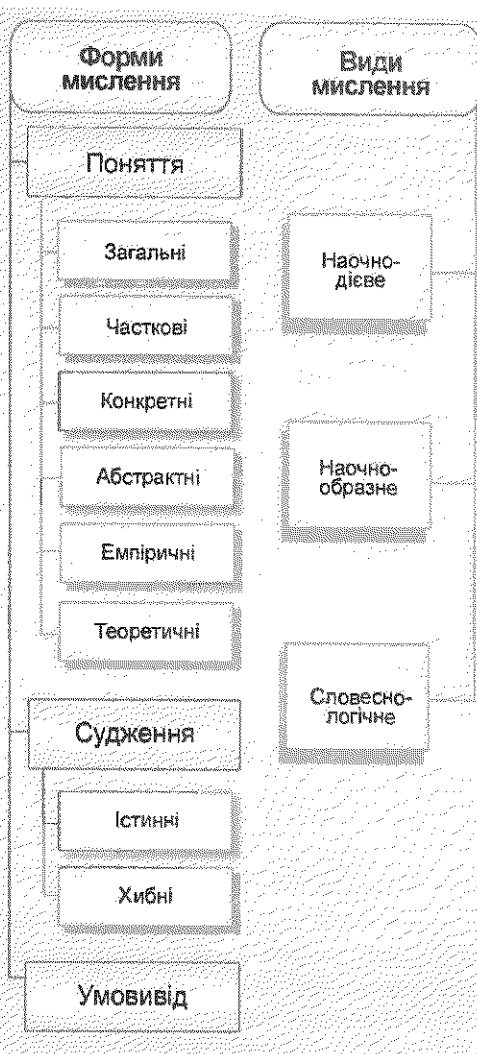 Форми
мислення
Поняття
Загальні
Часткові
Конкретні
Абстрактні
Емпіричні
Теоретичні
Судження
Істинні
Хибні
Умовивід
Види
мислення
Наочно-
дієве
Наочно-
образне
Словесно-
логічне